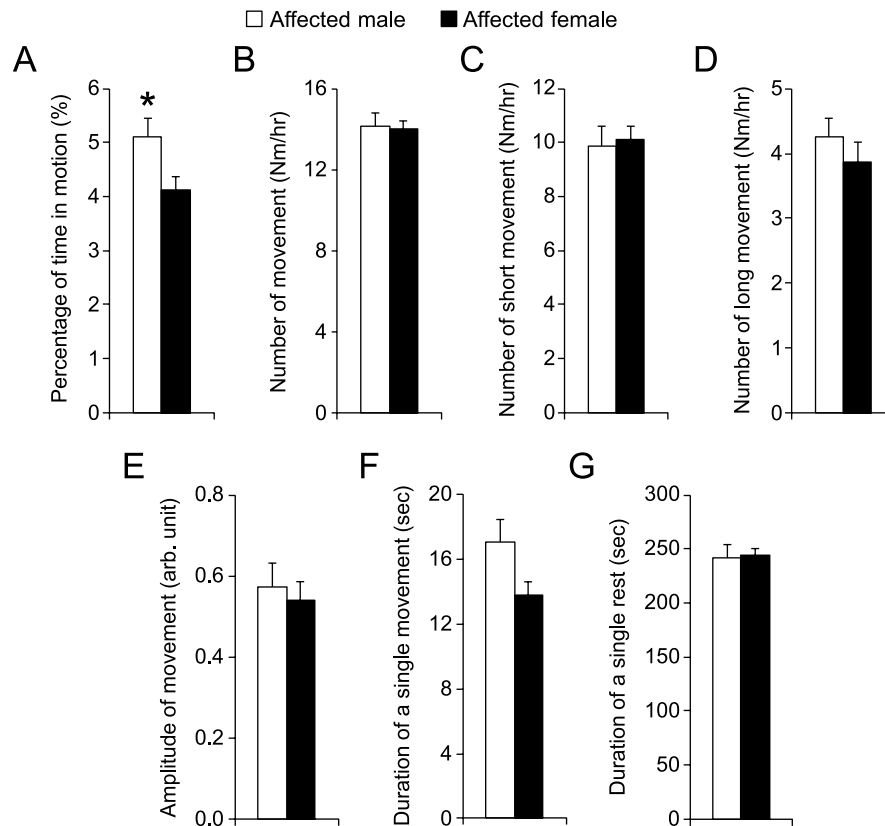 Affected male Affected female
A
Percentage of time in motion (%)
6
5
4
3
2
1
0
*
B
Number of movement (Nm/hr)
16
12
8
4
0
C
Number of short movement (Nm/hr)
12
10
8
6
4
2
0
D
Number of long movement (Nm/hr)
5
4
3
2
1
0
E
Amplitude of movement (arb. unit)
0.8
0.6
0.4
0.2
0.0
F
Duration of a single movement (sec)
20
16
12
8
4
0
G
Duration of a single rest (sec)
300
250
200
150
100
50
0